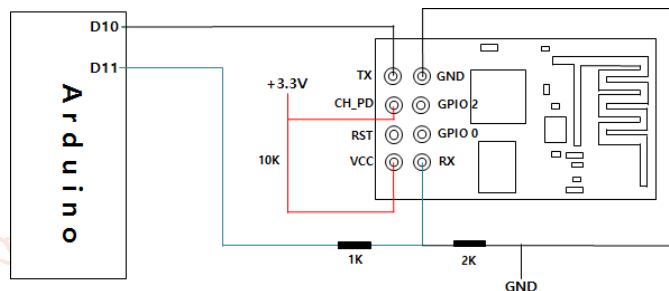 D10
D11
Arduino
+3.3V
10K
TX
GND
CH_PD
GPIO 2
RST
GPIO 0
VCC
RX
1K
2K
GND